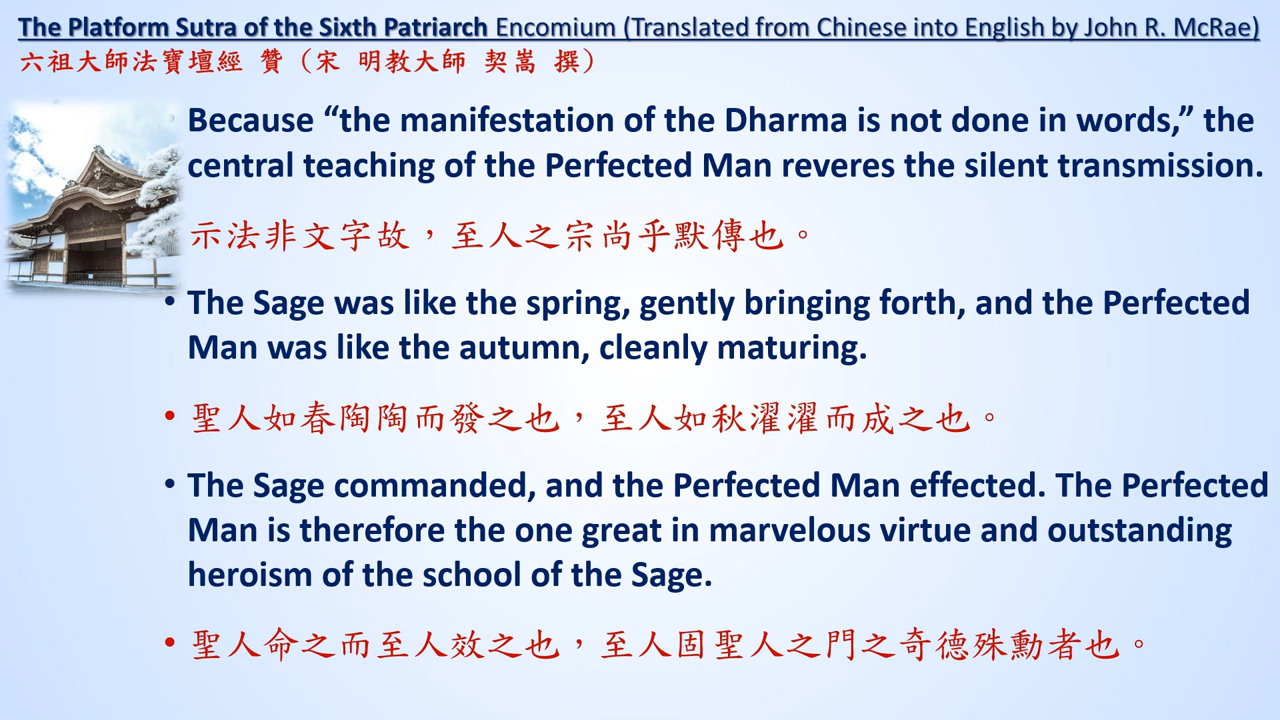 The Platform Sutra of the Sixth Patriarch Encomium (Translated from Chinese into English by John R. McRae)
六祖大師法寶壇經 贊 (宋 明教大師 契嵩 撰)
Because “the manifestation of the Dharma is not done in words,” the
central teaching of the Perfected Man reveres the silent transmission.
示法非文字故，至人之宗尚乎默傳也。
• The Sage was like the spring, gently bringing forth, and the Perfected
Man was like the autumn, cleanly maturing.
• 聖人如春陶陶而發之也，至人如秋濯濯而成之也。
• The Sage commanded, and the Perfected Man effected. The Perfected
Man is therefore the one great in marvelous virtue and outstanding
heroism of the school of the Sage.
• 聖人命之而至人效之也，至人固聖人之門之奇德殊勳者也。